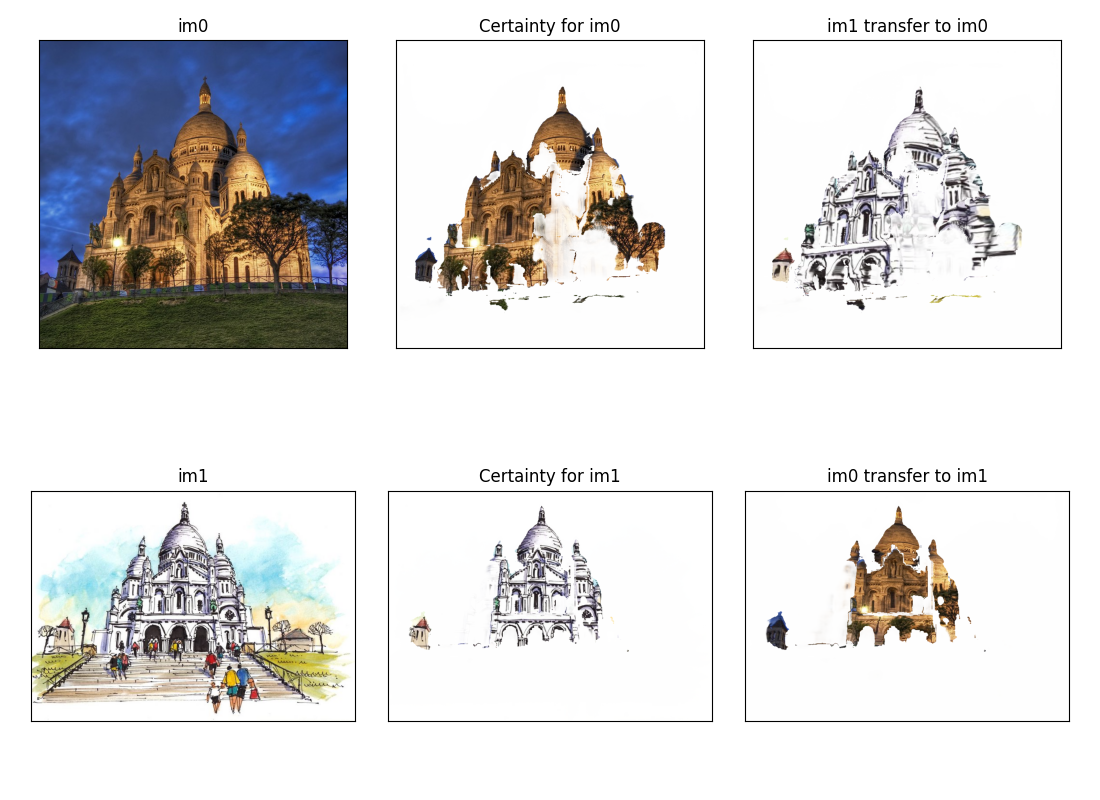 im0
Certainty for im0
im1 transfer to im0
im1
Certainty for im1
im0 transfer to im1